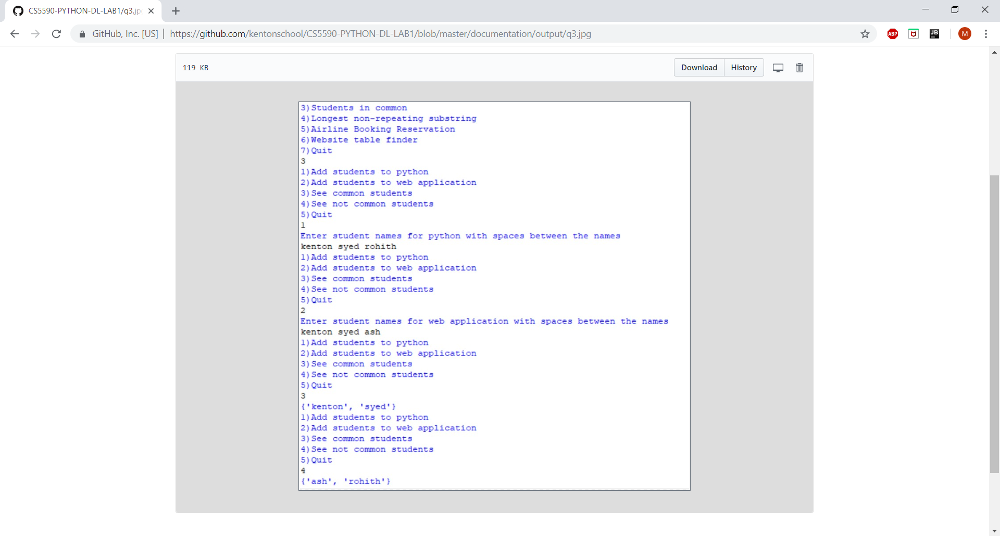 CS5590-PYTHON-DL-LAB1/q3.jp
GitHub, Inc. [US] | https://github.com/kentonschool/CS5590-PYTHON-DL-LAB1/blob/master/documentation/output/q3.jpg
ABP
JB
M
119 KB
Download
History
3)Students in common
4)Longest non-repeating substring
5)Airline Booking Reservation
6)Website table finder
7)Quit
3
1)Add students to python
2)Add students to web application
3)See common students
4)See not common students
5)Quit
1
Enter student names for python with spaces between the names
kenton syed rohith
1)Add students to python
2)Add students to web application
3)See common students
4)See not common students
5)Quit
2
Enter student names for web application with spaces between the names
kenton syed ash
1)Add students to python
2)Add students to web application
3)See common students
4)See not common students
5)Quit
3
{'kenton', 'syed'}
1)Add students to python
2)Add students to web application
3)See common students
4)See not common students
5)Quit
4
{'ash', 'rohith'}